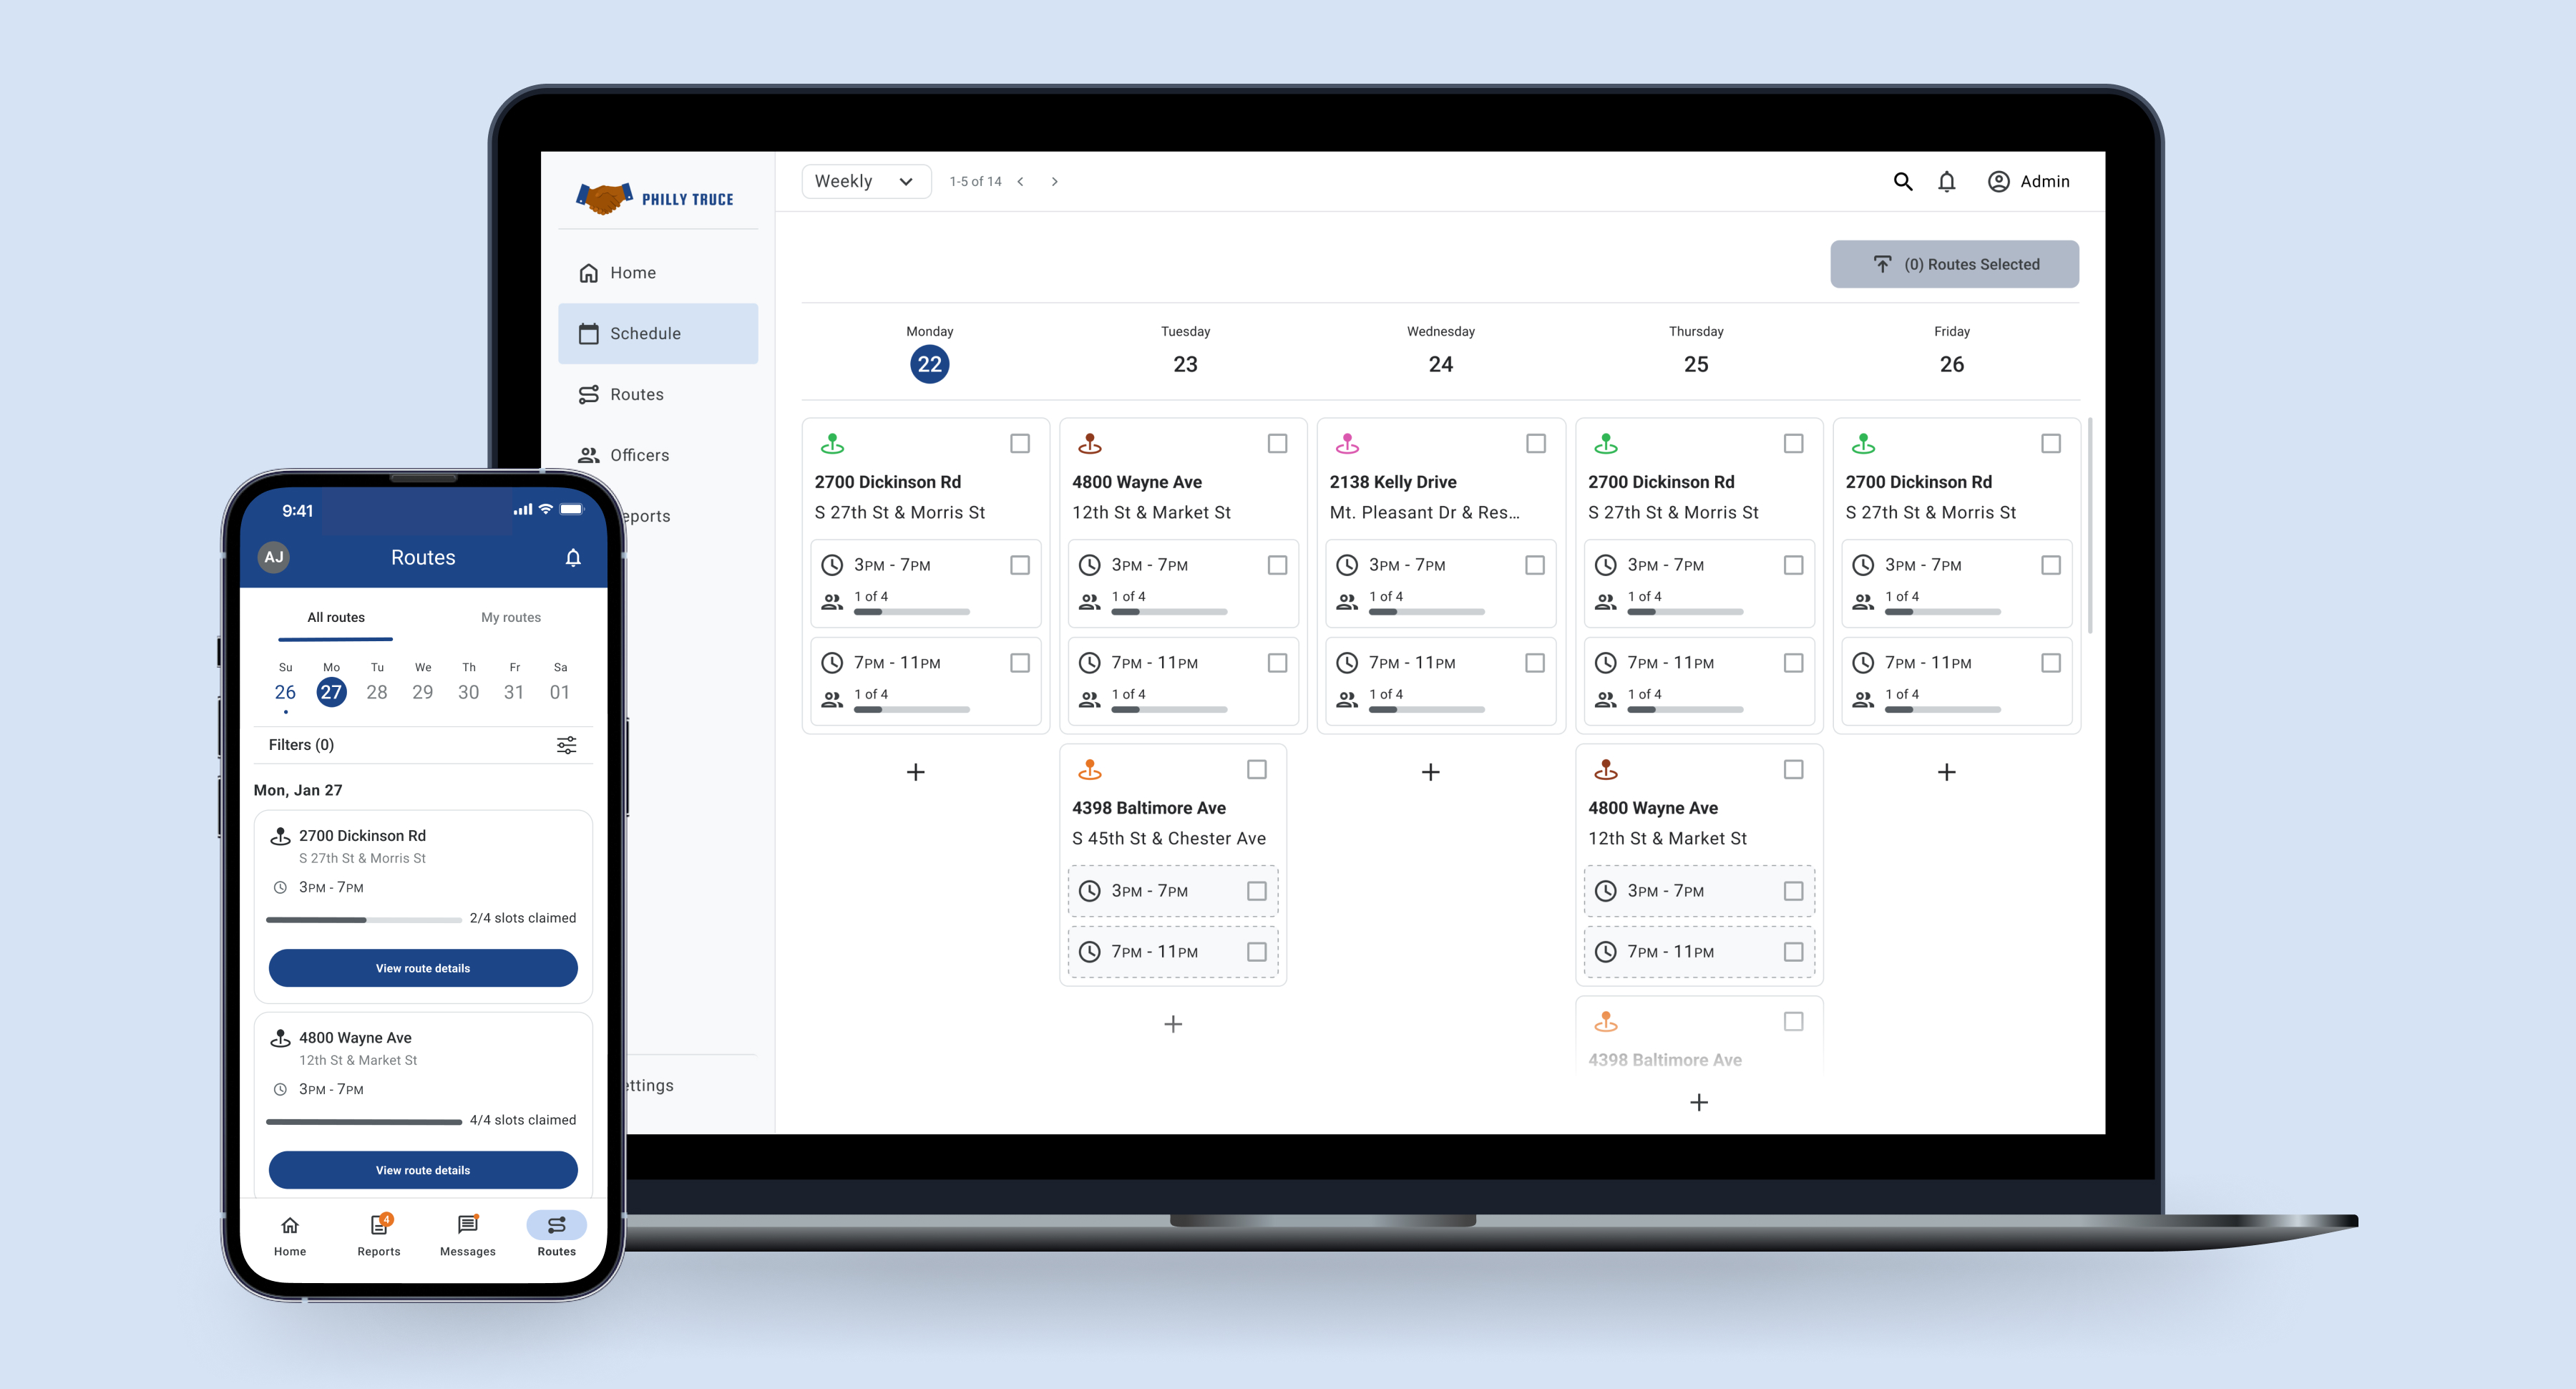 PHILLY TRUCE
Home
Schedule
Routes
Officers
eports
ettings
Weekly
1-5 of 14
Admin
(0) Routes Selected
Monday
22
Tuesday
23
Wednesday
24
Thursday
25
Friday
26
2700 Dickinson Rd
S 27th St & Morris St
3PM - 7PM
1 of 4
7PM - 11PM
1 of 4
4800 Wayne Ave
12th St & Market St
3PM - 7PM
1 of 4
7PM - 11PM
1 of 4
4398 Baltimore Ave
S 45th St & Chester Ave
3PM - 7PM
7PM - 11PM
2138 Kelly Drive
Mt. Pleasant Dr & Res...
3PM - 7PM
1 of 4
7PM - 11PM
1 of 4
2700 Dickinson Rd
S 27th St & Morris St
3PM - 7PM
1 of 4
7PM - 11PM
1 of 4
4800 Wayne Ave
12th St & Market St
3PM - 7PM
7PM - 11PM
4398 Baltimore Ave
2700 Dickinson Rd
S 27th St & Morris St
3PM - 7PM
1 of 4
7PM - 11PM
1 of 4
9:41
AJ
Routes
All routes My routes
Su Mo Tu We Th Fr Sa
26 27 28 29 30 31 01
Filters (0)
Mon, Jan 27
2700 Dickinson Rd
S 27th St & Morris St
3PM - 7PM
2/4 slots claimed
View route details
4800 Wayne Ave
12th St & Market St
3PM - 7PM
4/4 slots claimed
View route details
4
Home Reports Messages Routes